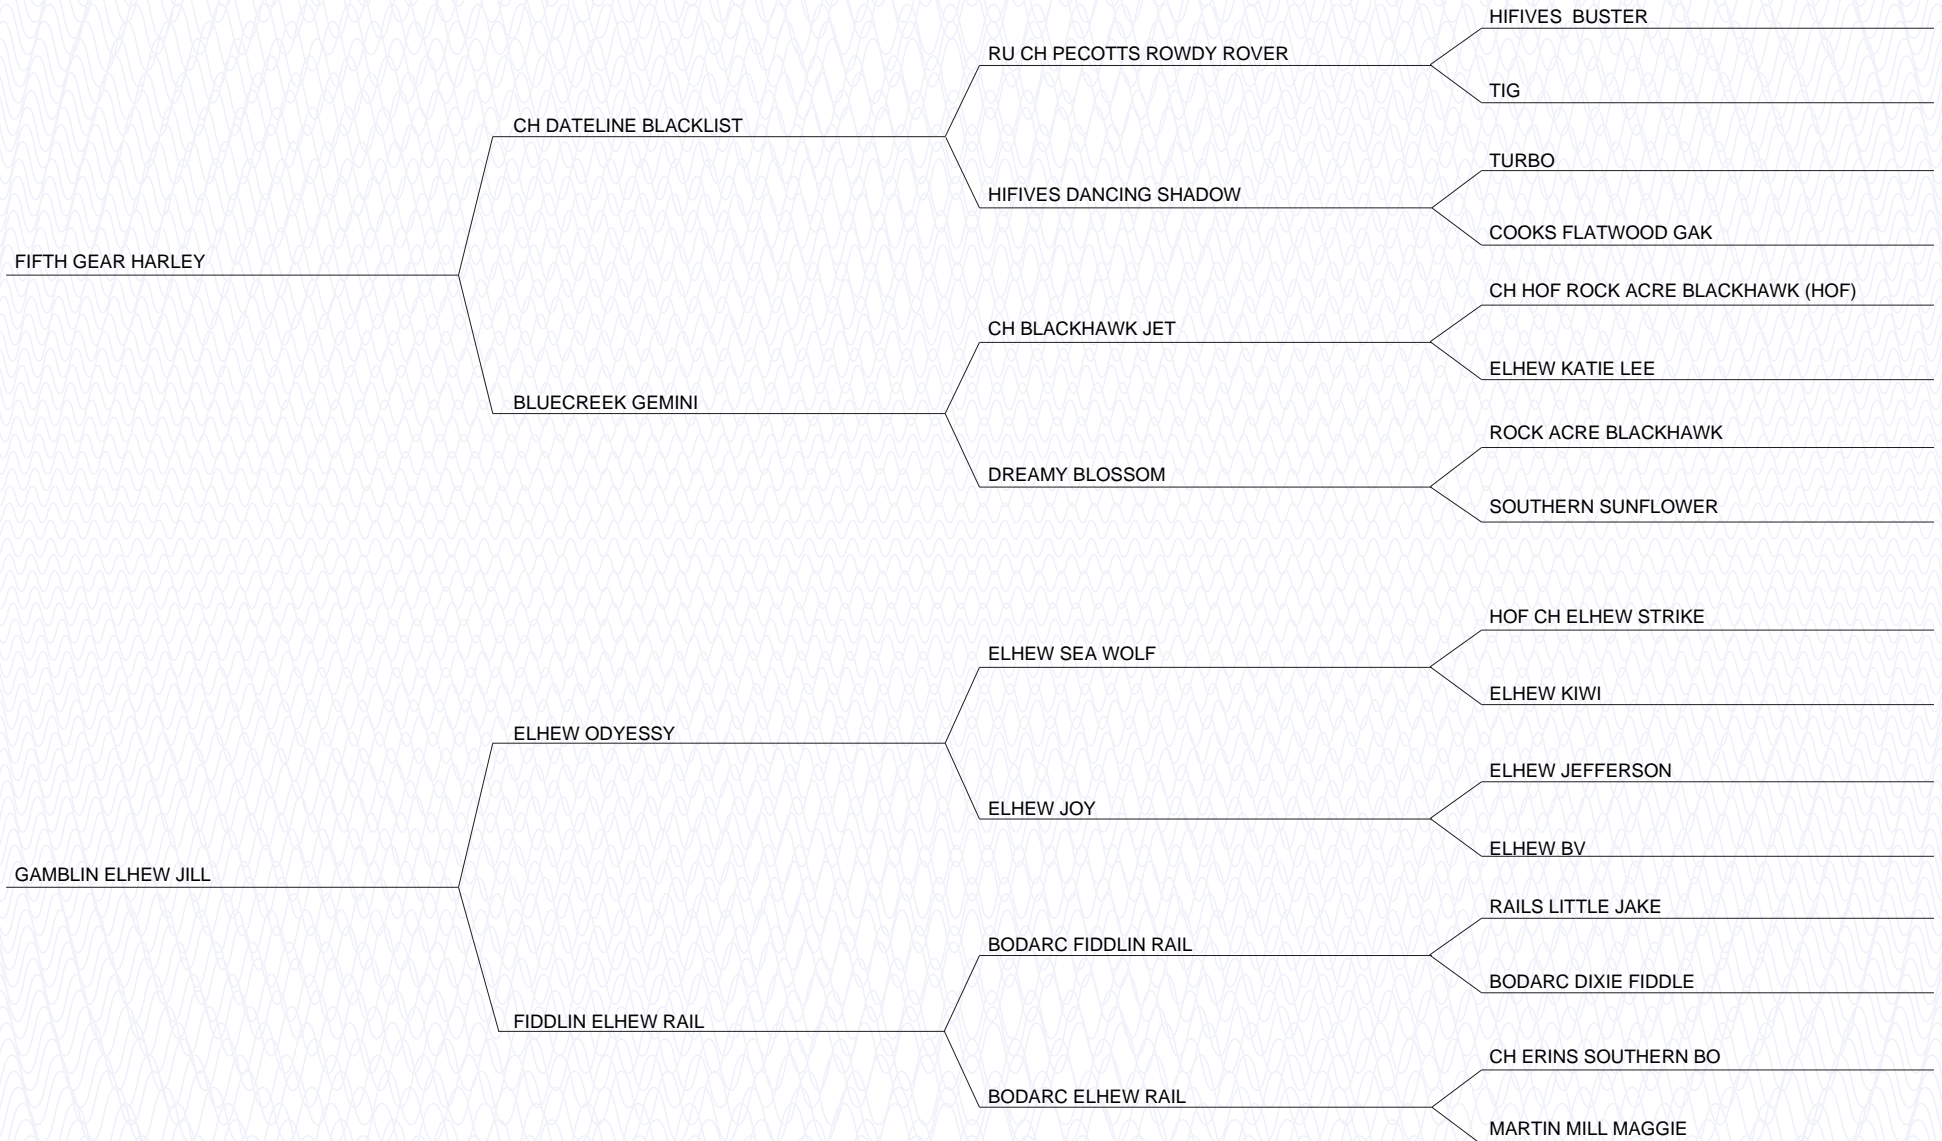 HIFIVES  BUSTER
RU CH PECOTTS ROWDY ROVER
TIG
CH DATELINE BLACKLIST
TURBO
HIFIVES DANCING SHADOW
COOKS FLATWOOD GAK
FIFTH GEAR HARLEY
CH HOF ROCK ACRE BLACKHAWK (HOF)
CH BLACKHAWK JET
ELHEW KATIE LEE
BLUECREEK GEMINI
ROCK ACRE BLACKHAWK
DREAMY BLOSSOM
SOUTHERN SUNFLOWER
HOF CH ELHEW STRIKE
ELHEW SEA WOLF
ELHEW KIWI
ELHEW ODYESSY
ELHEW JEFFERSON
ELHEW JOY
ELHEW BV
GAMBLIN ELHEW JILL
RAILS LITTLE JAKE
BODARC FIDDLIN RAIL
BODARC DIXIE FIDDLE
FIDDLIN ELHEW RAIL
CH ERINS SOUTHERN BO
BODARC ELHEW RAIL
MARTIN MILL MAGGIE